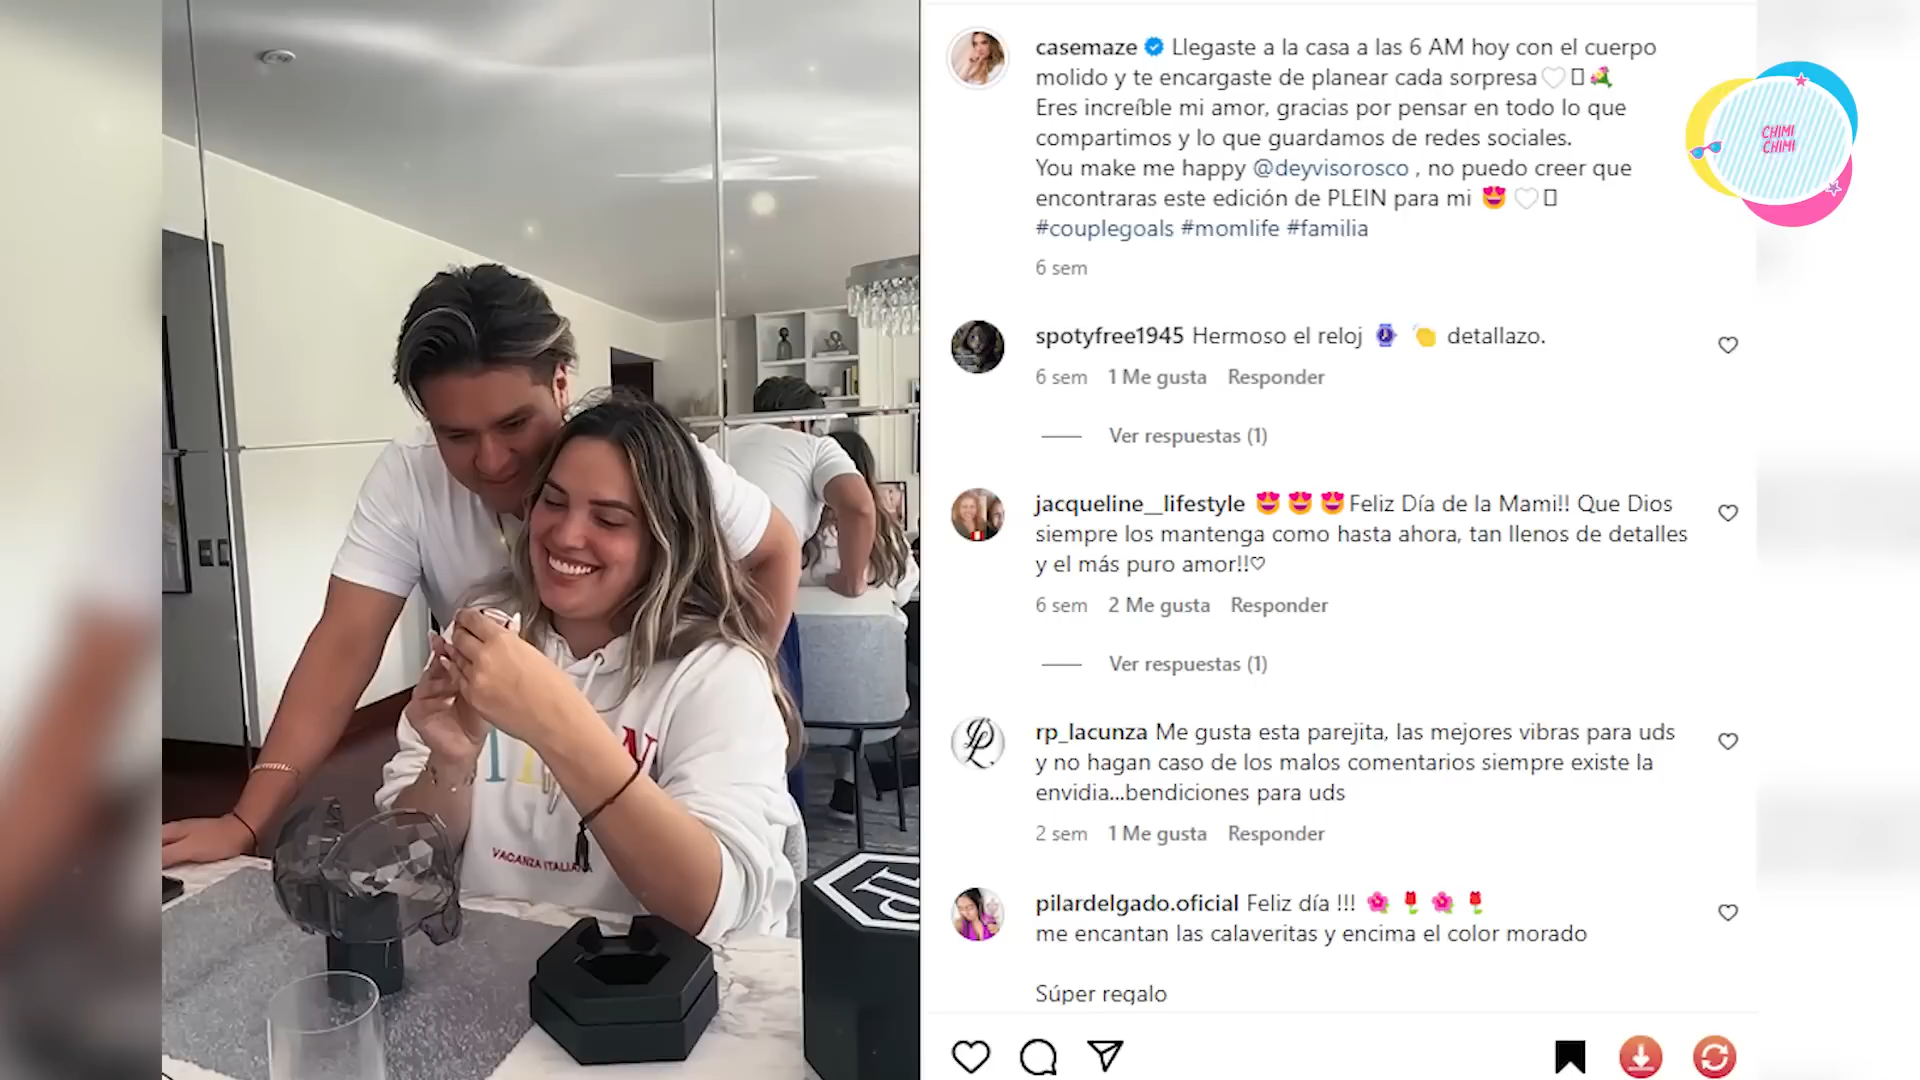 casemaze Llegaste a la casa a las 6 AM hoy con el cuerpo
molido y te encargaste de planear cada sorpresa🤍▯💐
Eres increíble mi amor, gracias por pensar en todo lo que
compartimos y lo que guardamos de redes sociales.
You make me happy @deyvisorosco , no puedo creer que
encontraras este edición de PLEIN para mi 😍🤍▯
#couplegoals #momlife #familia
6 sem
CHIMI
CHIMI
spotyfree1945 Hermoso el reloj ⌚ 👏 detallazo.
6 sem 1 Me gusta Responder
Ver respuestas (1)
jacqueline__lifestyle 😍😍😍Feliz Día de la Mami!! Que Dios
siempre los mantenga como hasta ahora, tan llenos de detalles
y el más puro amor!!♡
6 sem 2 Me gusta Responder
Ver respuestas (1)
rp_lacunza Me gusta esta parejita, las mejores vibras para uds
y no hagan caso de los malos comentarios siempre existe la
envidia...bendiciones para uds
2 sem 1 Me gusta Responder
pilardelgado.oficial Feliz día !!! 🌺🌷🌺🌷
me encantan las calaveritas y encima el color morado
Súper regalo
VACANZA ITALIANA